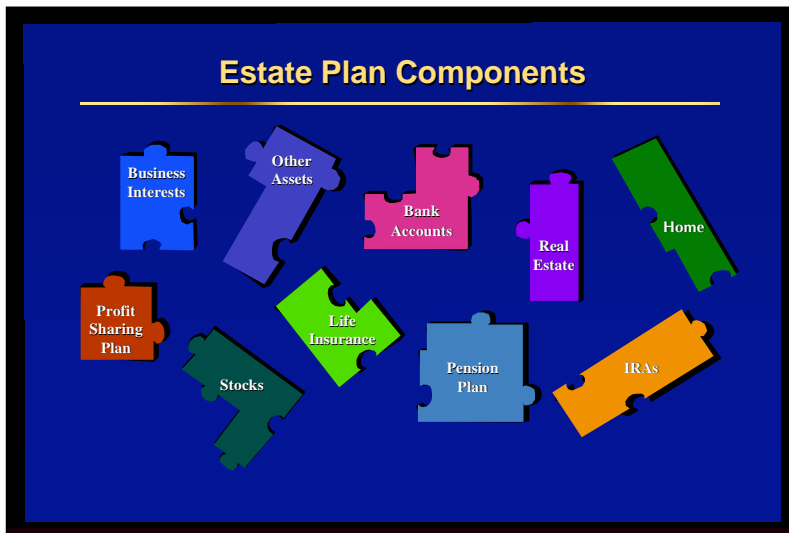 Estate Plan Components
Business
Interests
Other
Assets
Bank
Accounts
Real
Estate
Home
Profit
Sharing
Plan
Stocks
Life
Insurance
Pension
Plan
IRAs